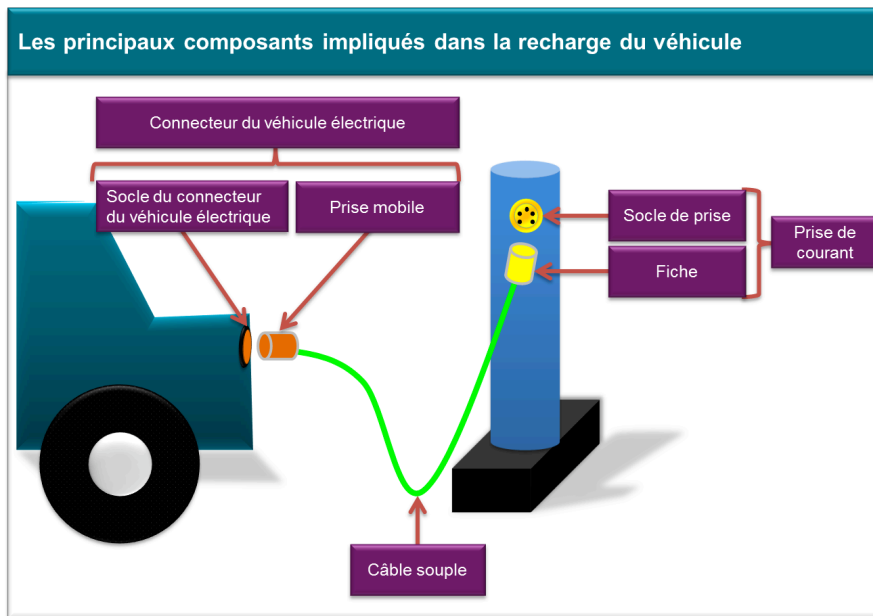 Les principaux composants impliqués dans la recharge du véhicule
Connecteur du véhicule électrique
Socle du connecteur
du véhicule électrique
Prise mobile
Socle de prise
Fiche
Prise de
courant
Câble souple